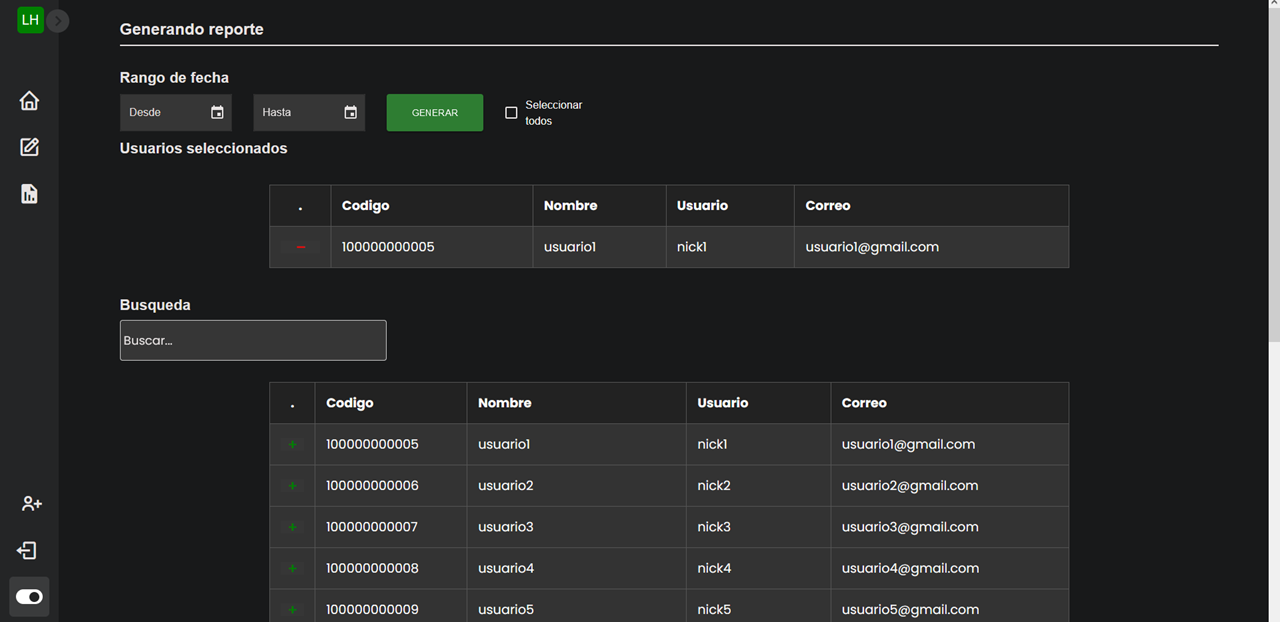 LH
Generando reporte
Rango de fecha
Desde Hasta GENERAR Seleccionar
todos
Usuarios seleccionados
. Codigo Nombre Usuario Correo
− 100000000005 usuario1 nick1 usuario1@gmail.com
Busqueda
Buscar...
. Codigo Nombre Usuario Correo
+ 100000000005 usuario1 nick1 usuario1@gmail.com
+ 100000000006 usuario2 nick2 usuario2@gmail.com
+ 100000000007 usuario3 nick3 usuario3@gmail.com
+ 100000000008 usuario4 nick4 usuario4@gmail.com
+ 100000000009 usuario5 nick5 usuario5@gmail.com